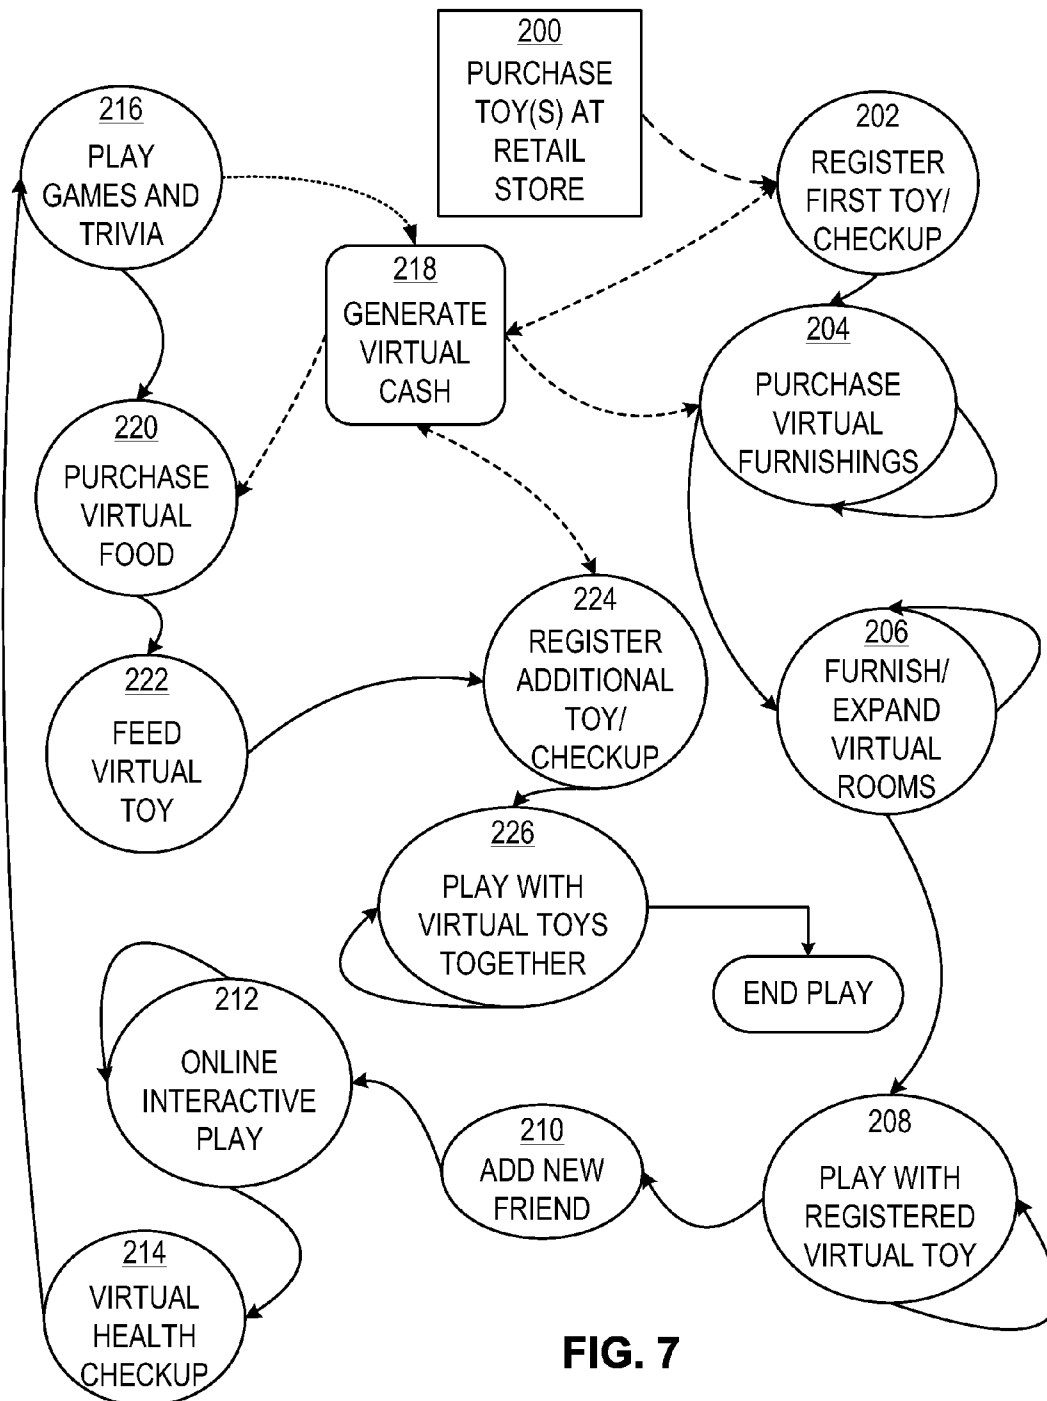 200
PURCHASE
TOY(S) AT
RETAIL
STORE
216
PLAY
GAMES AND
TRIVIA
202
REGISTER
FIRST TOY/
CHECKUP
218
GENERATE
VIRTUAL
CASH
204
PURCHASE
VIRTUAL
FURNISHINGS
220
PURCHASE
VIRTUAL
FOOD
224
REGISTER
ADDITIONAL
TOY/
CHECKUP
206
FURNISH/
EXPAND
VIRTUAL
ROOMS
222
FEED
VIRTUAL
TOY
226
PLAY WITH
VIRTUAL TOYS
TOGETHER
END PLAY
212
ONLINE
INTERACTIVE
PLAY
210
ADD NEW
FRIEND
208
PLAY WITH
REGISTERED
VIRTUAL TOY
214
VIRTUAL
HEALTH
CHECKUP
FIG. 7